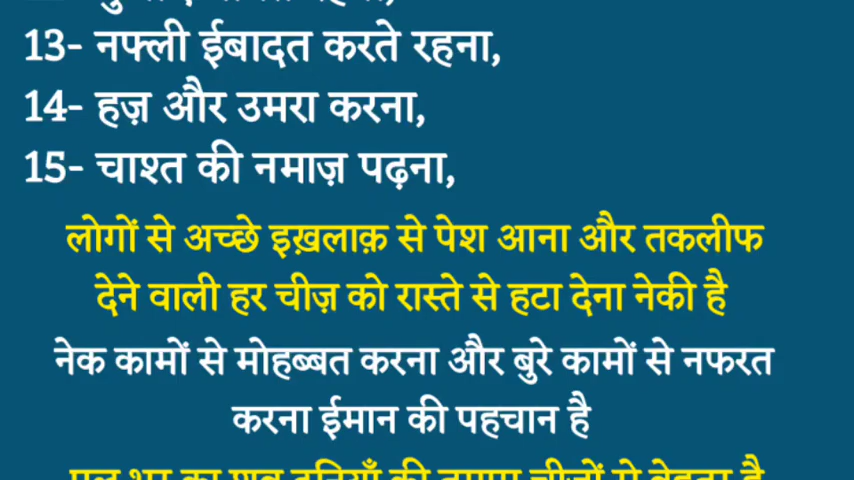 13- नफ्ली ईबादत करते रहना,
14- हज़ और उमरा करना,
15- चाश्त की नमाज़ पढ़ना,
लोगों से अच्छे इख़लाक़ से पेश आना और तकलीफ
देने वाली हर चीज़ को रास्ते से हटा देना नेकी है
नेक कामों से मोहब्बत करना और बुरे कामों से नफरत
करना ईमान की पहचान है